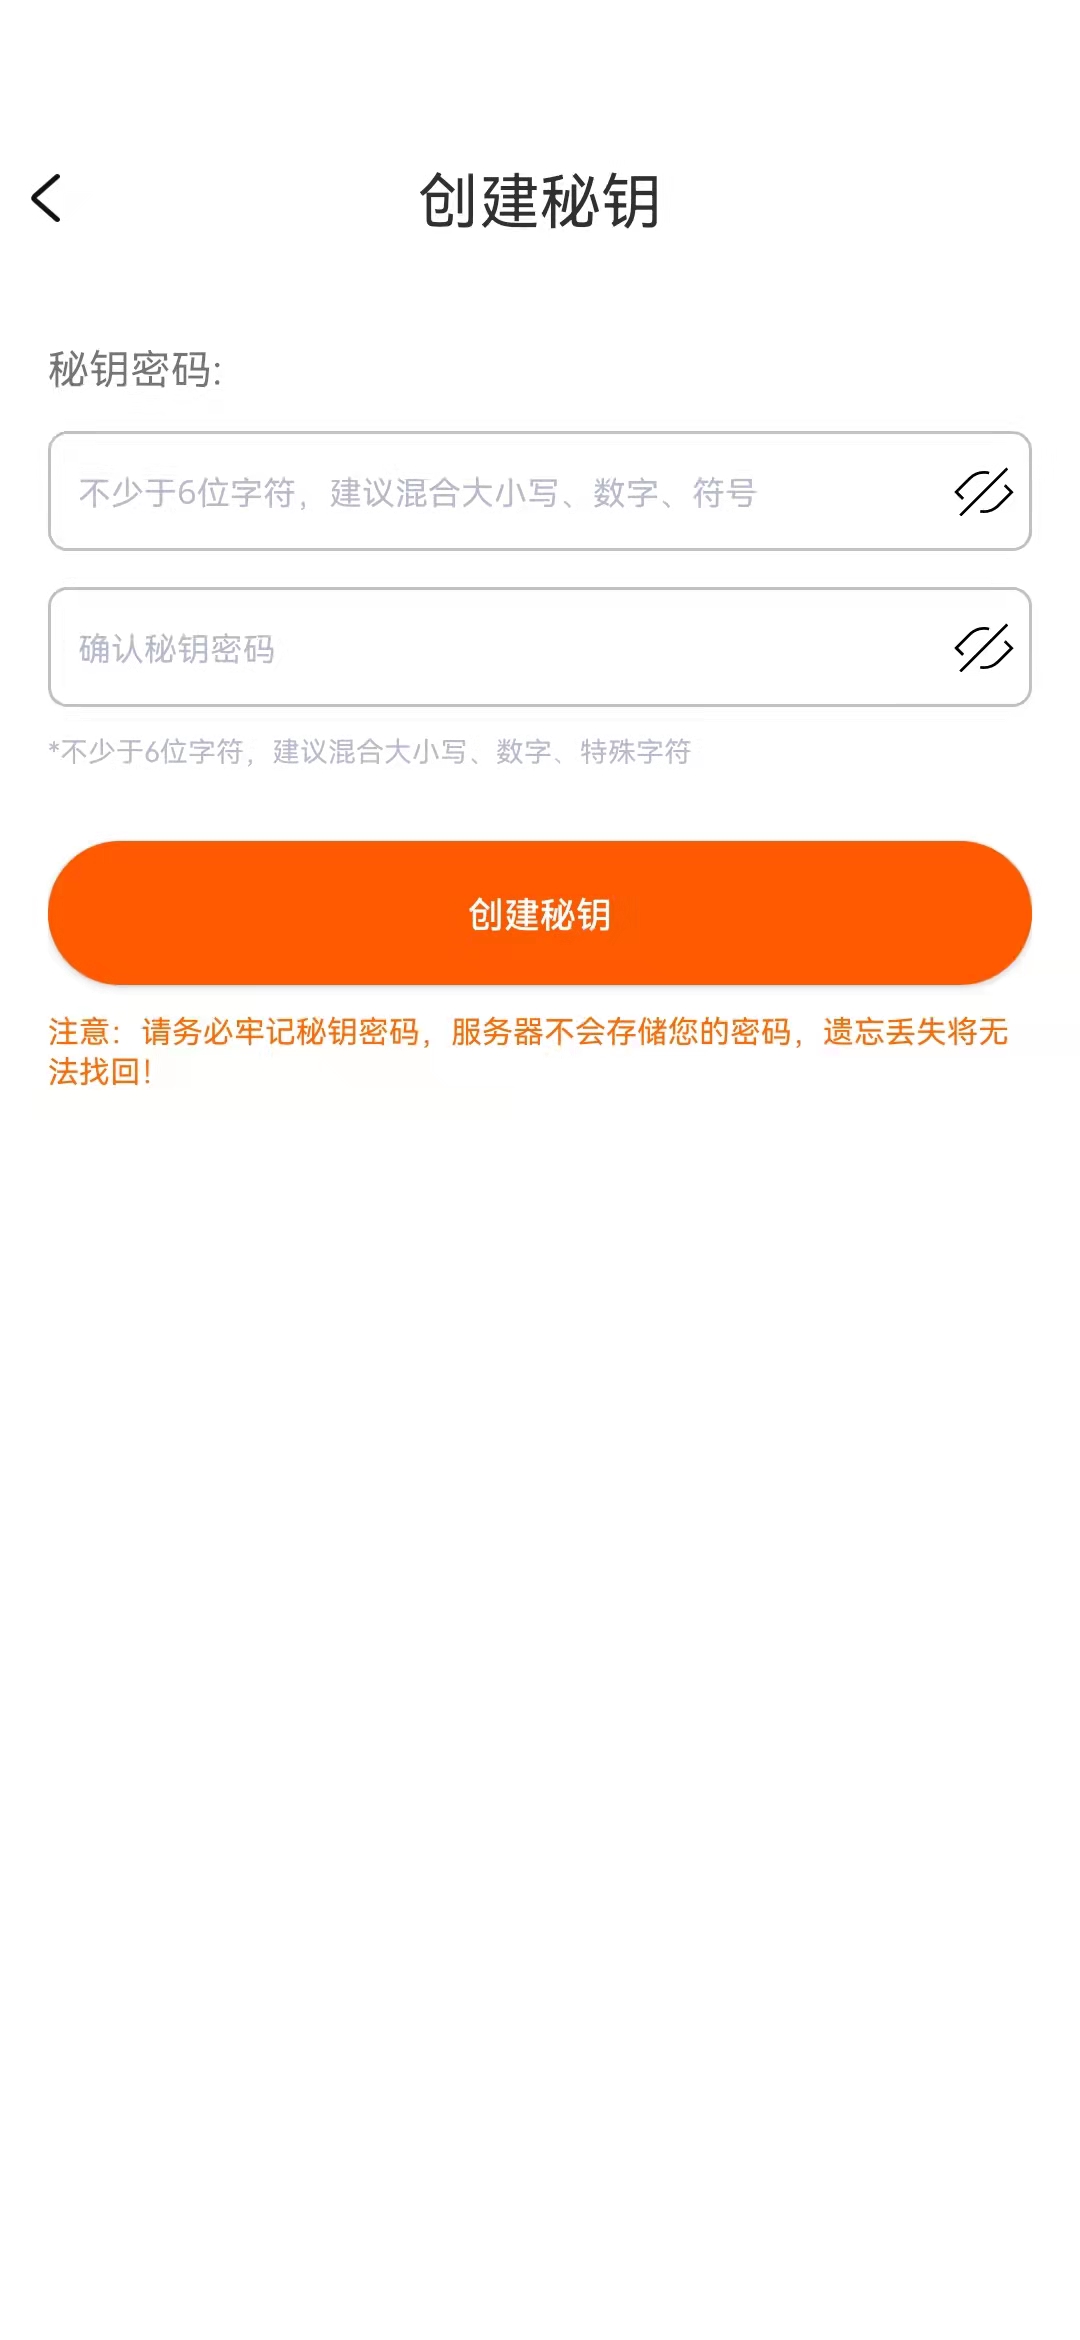 创建秘钥
秘钥密码:
不少于6位字符，建议混合大小写、数字、符号
确认秘钥密码
*不少于6位字符，建议混合大小写、数字、特殊字符
创建秘钥
注意：请务必牢记秘钥密码，服务器不会存储您的密码，遗忘丢失将无
法找回！